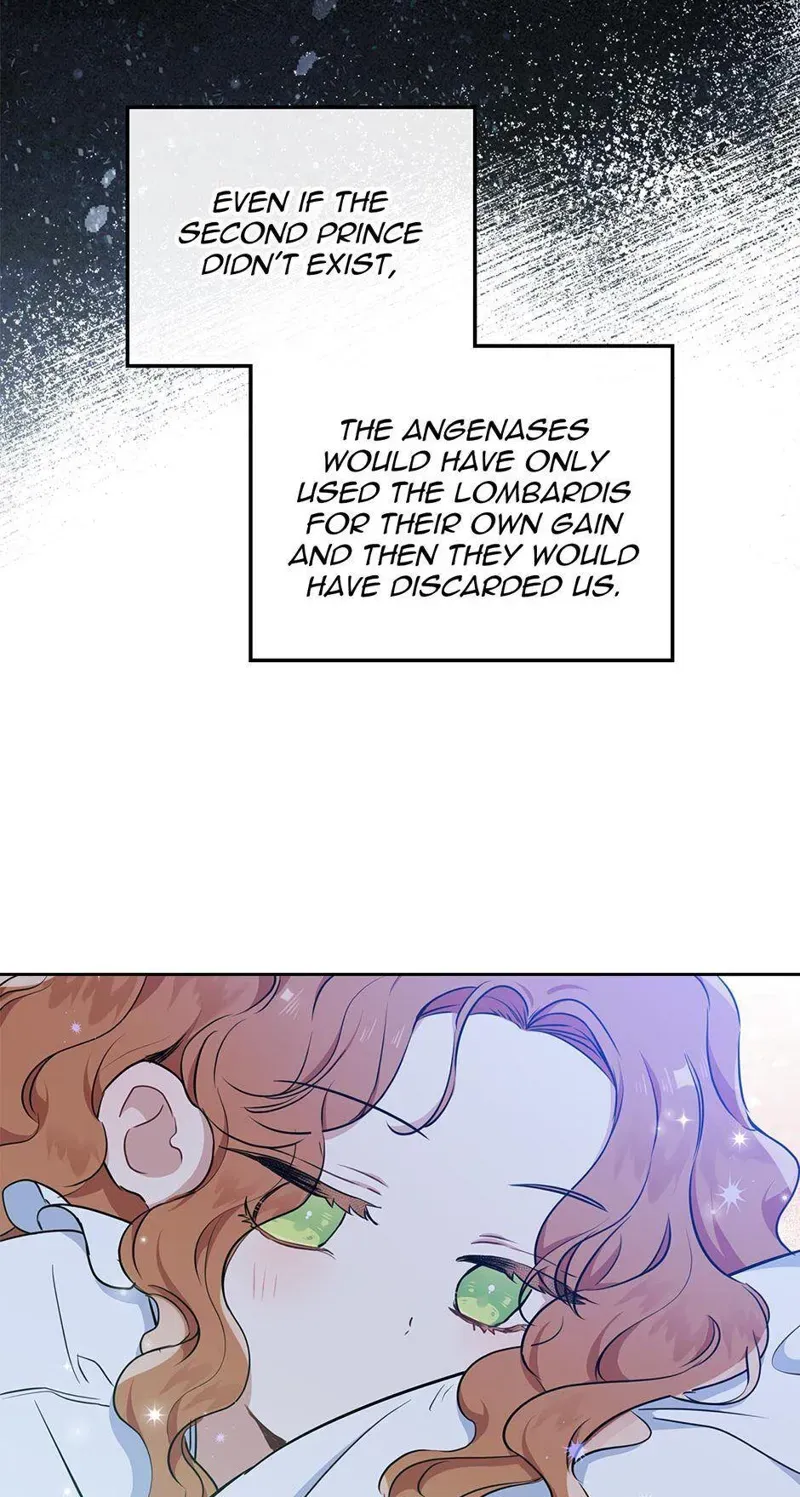 EVEN IF THE
SECOND PRINCE
DIDN'T EXIST,
THE ANGENASES
WOULD HAVE ONLY
USED THE LOMBARDIS
FOR THEIR OWN GAIN
AND THEN THEY WOULD
HAVE DISCARDED US.